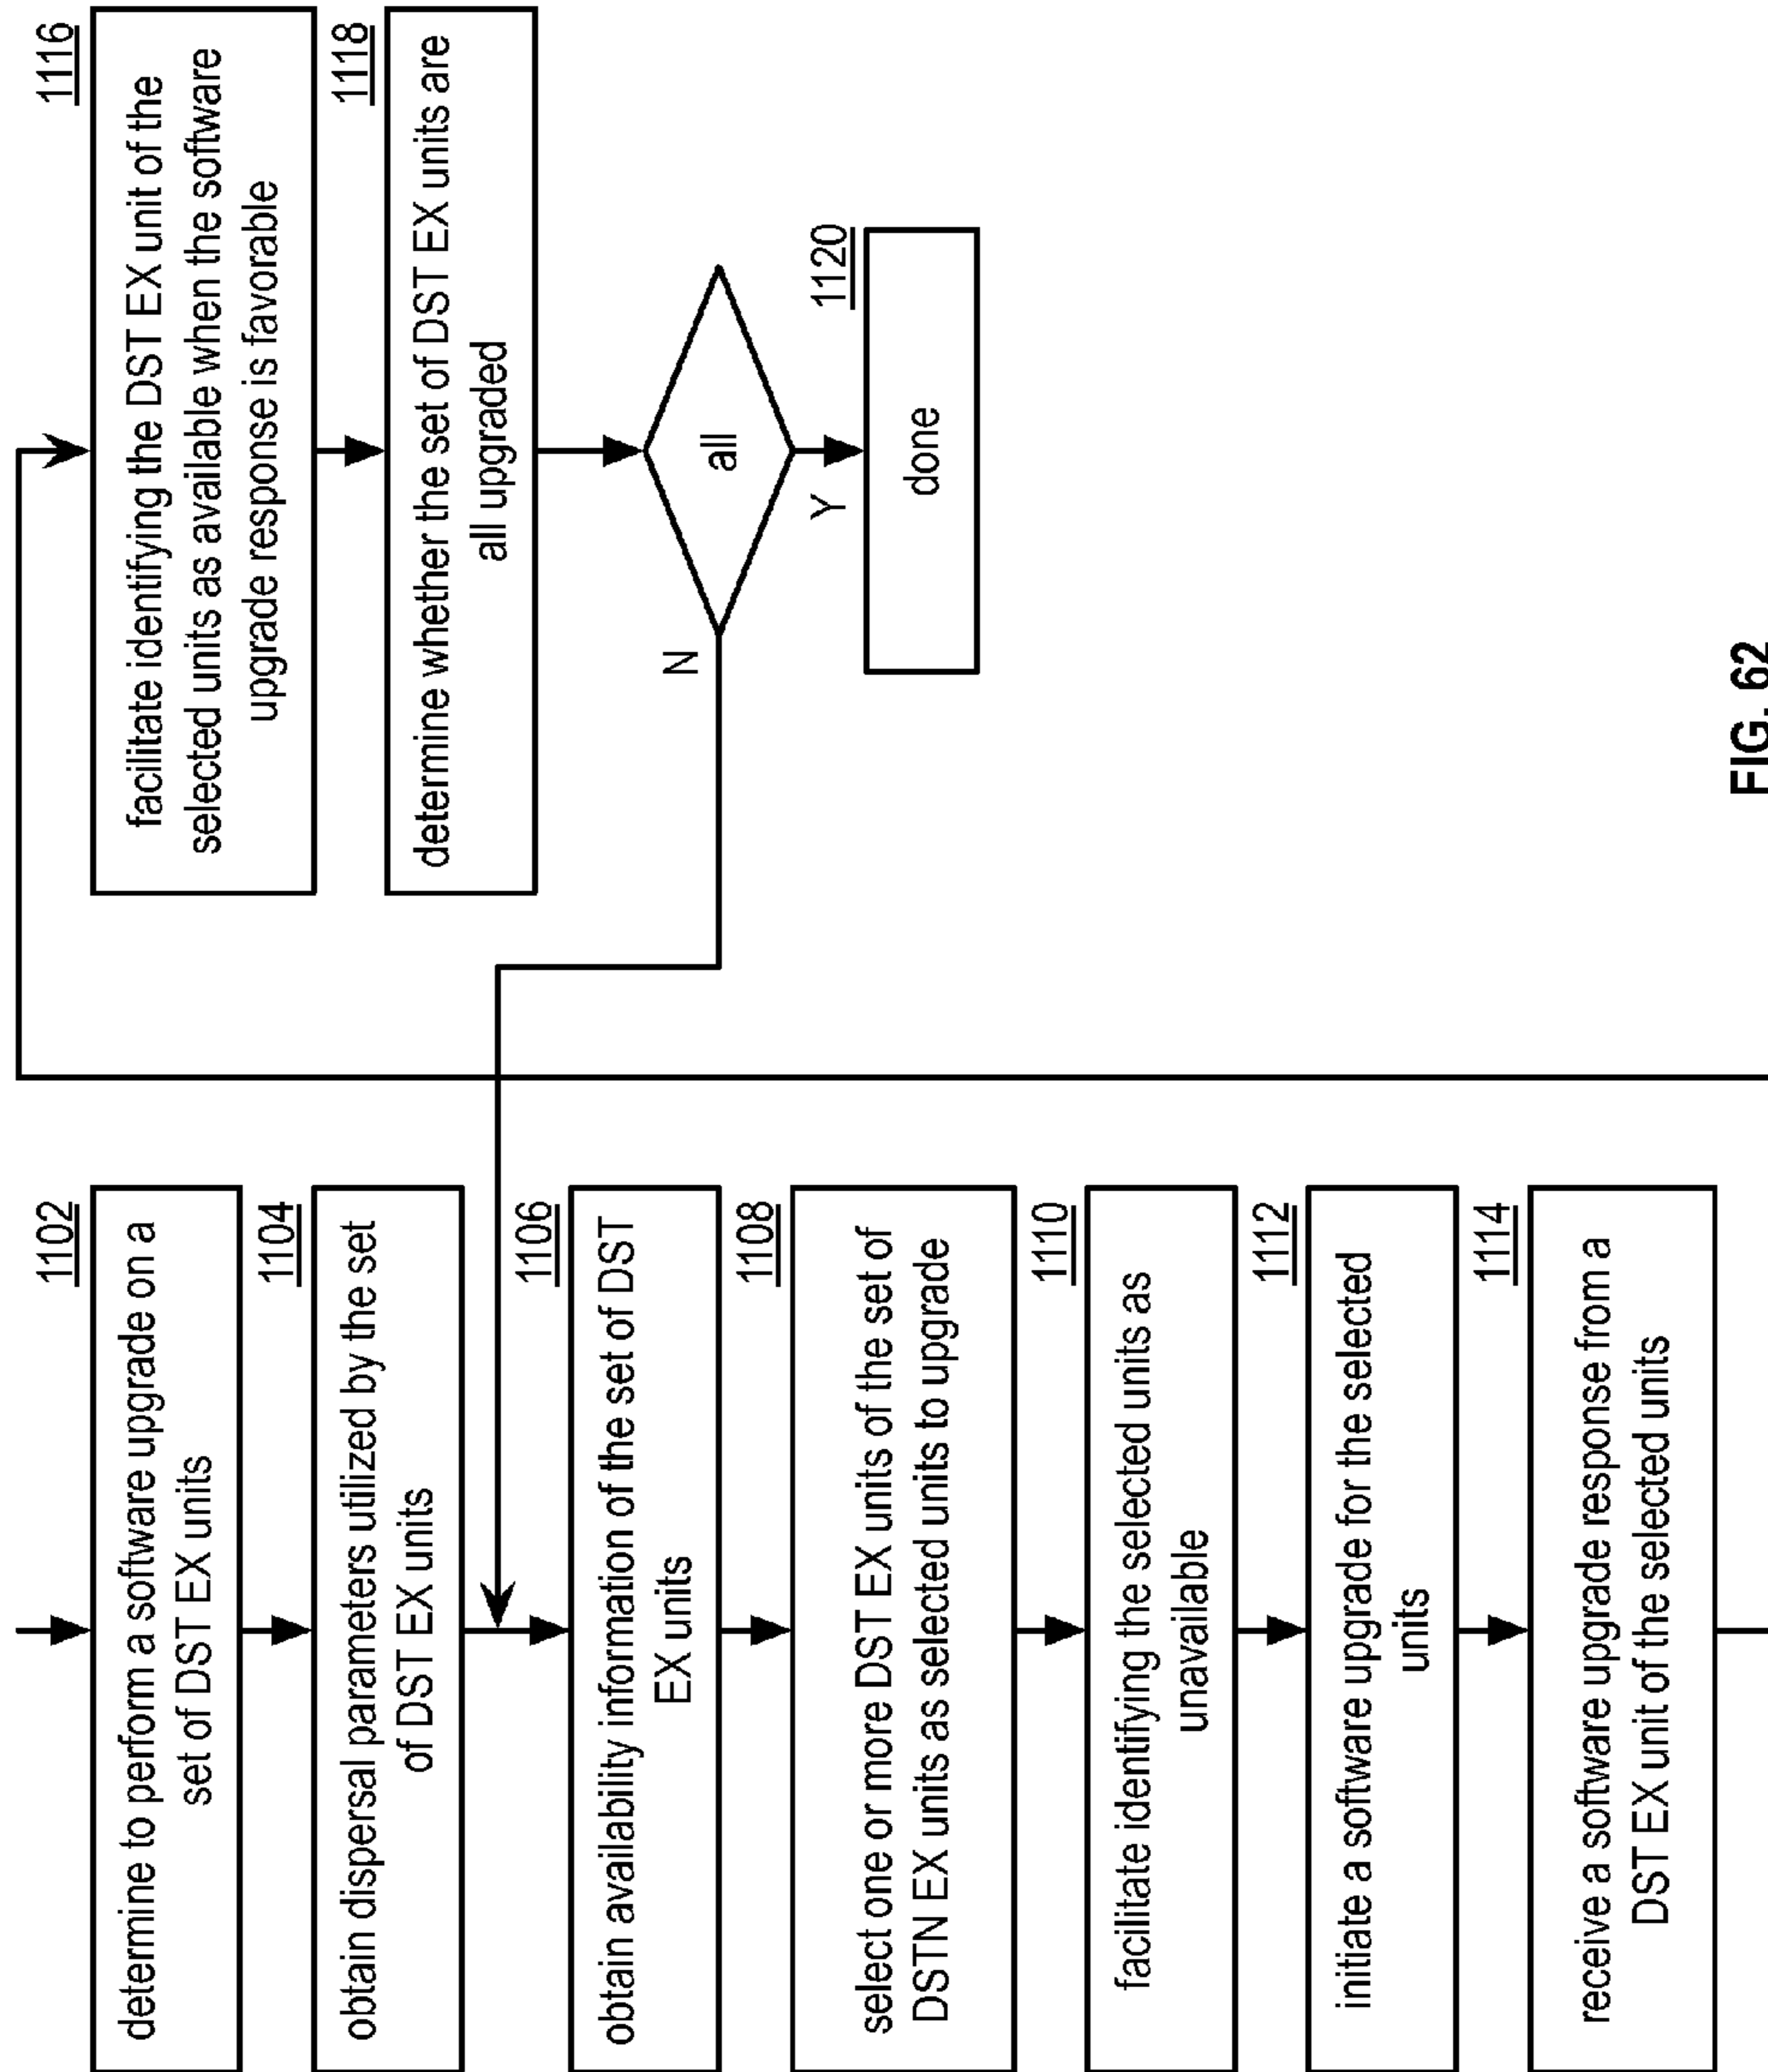 1102
determine to perform a software upgrade on a
set of DST EX units
1104
obtain dispersal parameters utilized by the set
of DST EX units
1106
obtain availability information of the set of DST
EX units
1108
select one or more DST EX units of the set of
DSTN EX units as selected units to upgrade
1110
facilitate identifying the selected units as
unavailable
1112
initiate a software upgrade for the selected
units
1114
receive a software upgrade response from a
DST EX unit of the selected units
1116
facilitate identifying the DST EX unit of the
selected units as available when the software
upgrade response is favorable
1118
determine whether the set of DST EX units are
all upgraded
all
N
Y
1120
done
FIG. 62